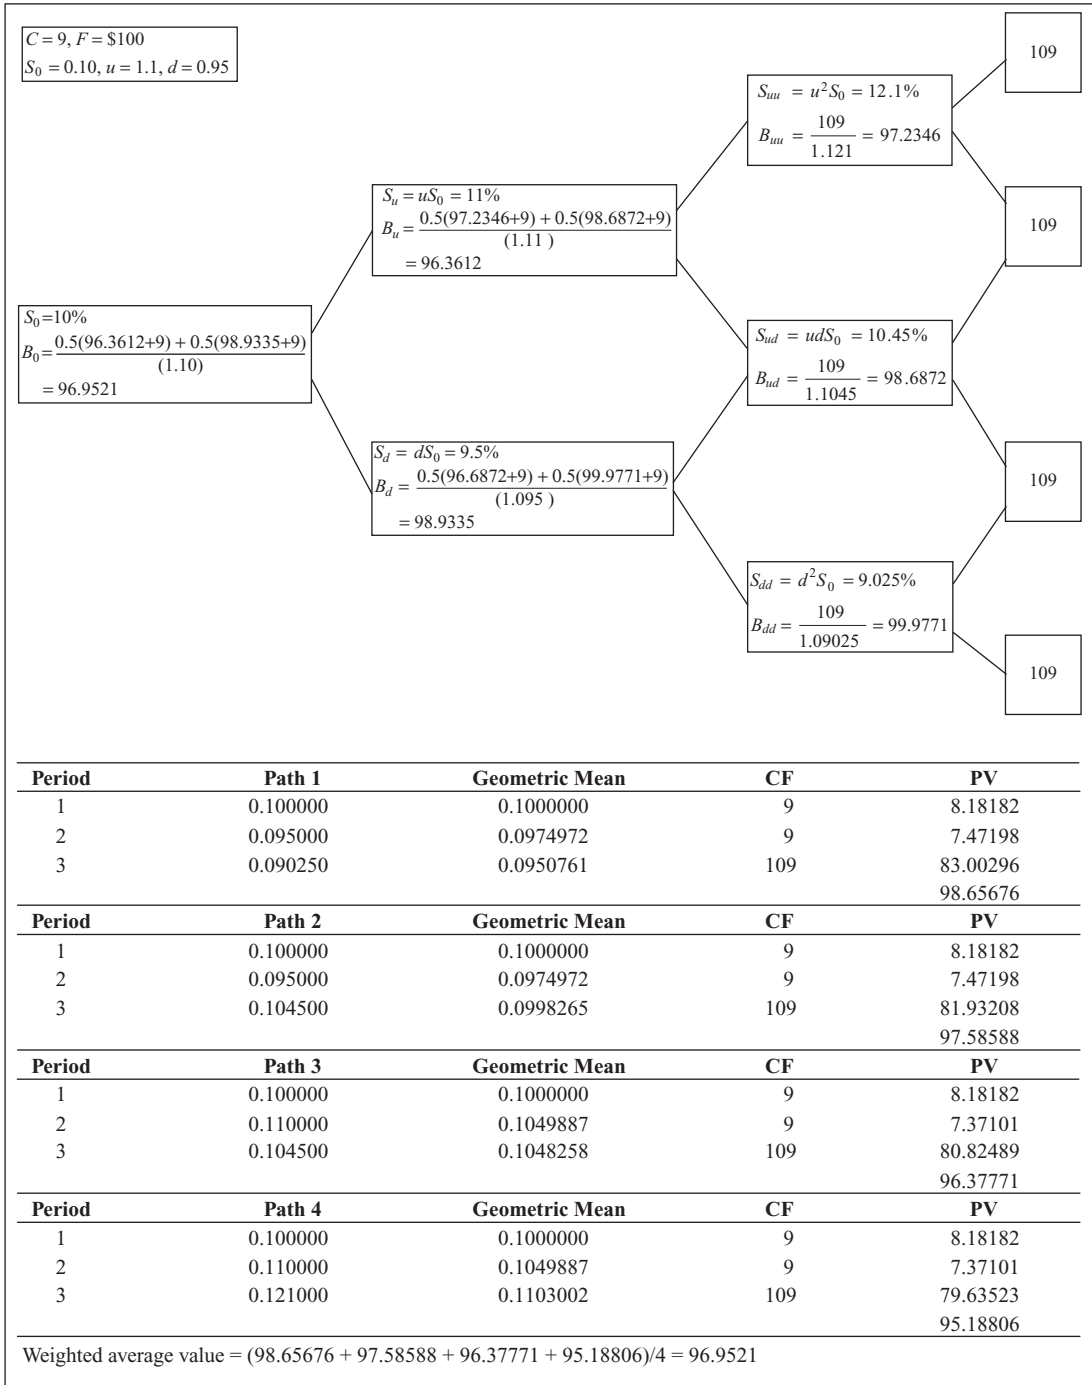 C = 9, F = $100
S₀ = 0.10, u = 1.1, d = 0.95
S₀=10%
B₀ = 0.5(96.3612+9) + 0.5(98.9335+9) / (1.10)
= 96.9521
S_u = uS₀ = 11%
B_u = 0.5(97.2346+9) + 0.5(98.6872+9) / (1.11 )
= 96.3612
S_d = dS₀ = 9.5%
B_d = 0.5(96.6872+9) + 0.5(99.9771+9) / (1.095 )
= 98.9335
S_uu = u²S₀ = 12.1%
B_uu = 109 / 1.121 = 97.2346
S_ud = udS₀ = 10.45%
B_ud = 109 / 1.1045 = 98.6872
S_dd = d²S₀ = 9.025%
B_dd = 109 / 1.09025 = 99.9771
109
109
109
109
Period Path 1 Geometric Mean CF PV
1 0.100000 0.1000000 9 8.18182
2 0.095000 0.0974972 9 7.47198
3 0.090250 0.0950761 109 83.00296
98.65676
Period Path 2 Geometric Mean CF PV
1 0.100000 0.1000000 9 8.18182
2 0.095000 0.0974972 9 7.47198
3 0.104500 0.0998265 109 81.93208
97.58588
Period Path 3 Geometric Mean CF PV
1 0.100000 0.1000000 9 8.18182
2 0.110000 0.1049887 9 7.37101
3 0.104500 0.1048258 109 80.82489
96.37771
Period Path 4 Geometric Mean CF PV
1 0.100000 0.1000000 9 8.18182
2 0.110000 0.1049887 9 7.37101
3 0.121000 0.1103002 109 79.63523
95.18806
Weighted average value = (98.65676 + 97.58588 + 96.37771 + 95.18806)/4 = 96.9521